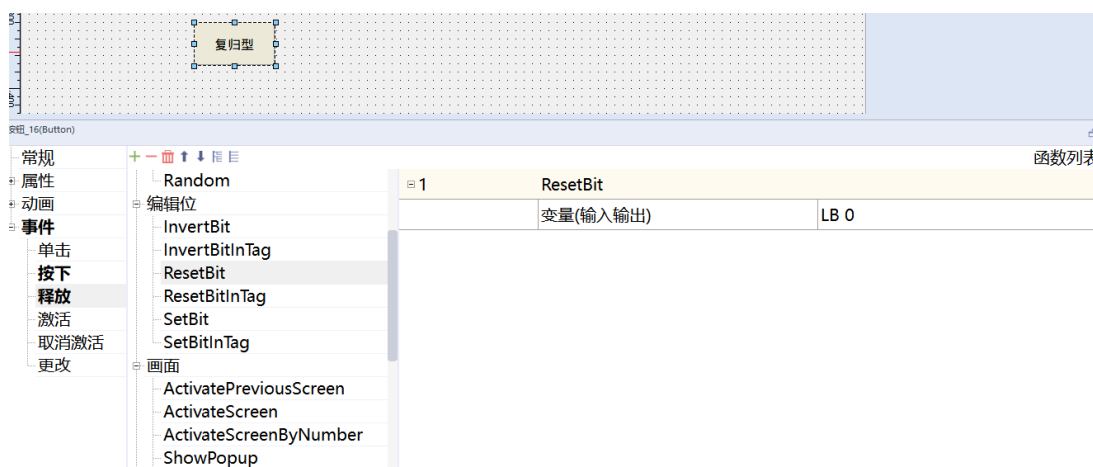 复归型
按钮_16(Button)
常规
函数列表
属性
Random
1
ResetBit
动画
编辑位
变量(输入输出)
LB 0
事件
InvertBit
单击
InvertBitInTag
按下
ResetBit
释放
ResetBitInTag
激活
SetBit
取消激活
SetBitInTag
更改
画面
ActivatePreviousScreen
ActivateScreen
ActivateScreenByNumber
ShowPopup